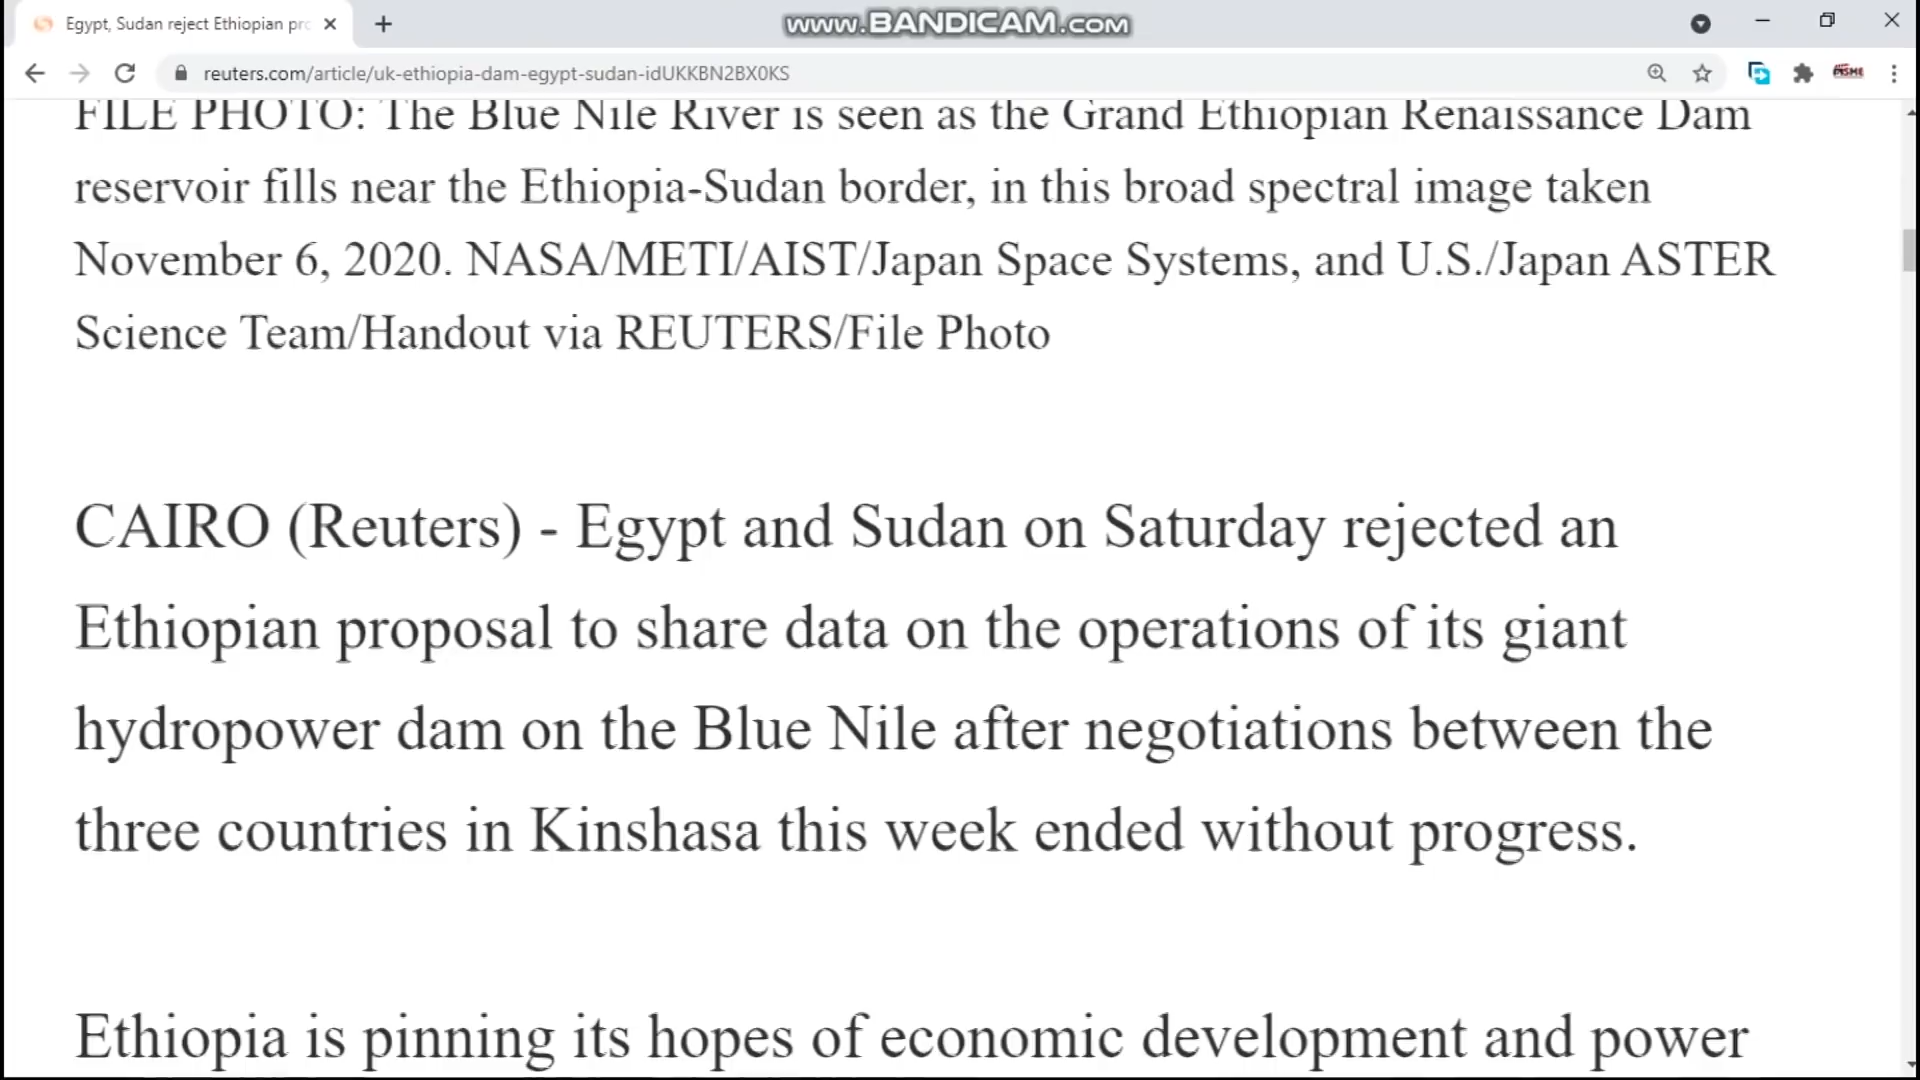 Egypt, Sudan reject Ethiopian pro
www.BANDICAM.com
reuters.com/article/uk-ethiopia-dam-egypt-sudan-idUKKBN2BX0KS
FILE PHOTO: The Blue Nile River is seen as the Grand Ethiopian Renaissance Dam
reservoir fills near the Ethiopia-Sudan border, in this broad spectral image taken
November 6, 2020. NASA/METI/AIST/Japan Space Systems, and U.S./Japan ASTER
Science Team/Handout via REUTERS/File Photo
CAIRO (Reuters) - Egypt and Sudan on Saturday rejected an
Ethiopian proposal to share data on the operations of its giant
hydropower dam on the Blue Nile after negotiations between the
three countries in Kinshasa this week ended without progress.
Ethiopia is pinning its hopes of economic development and power